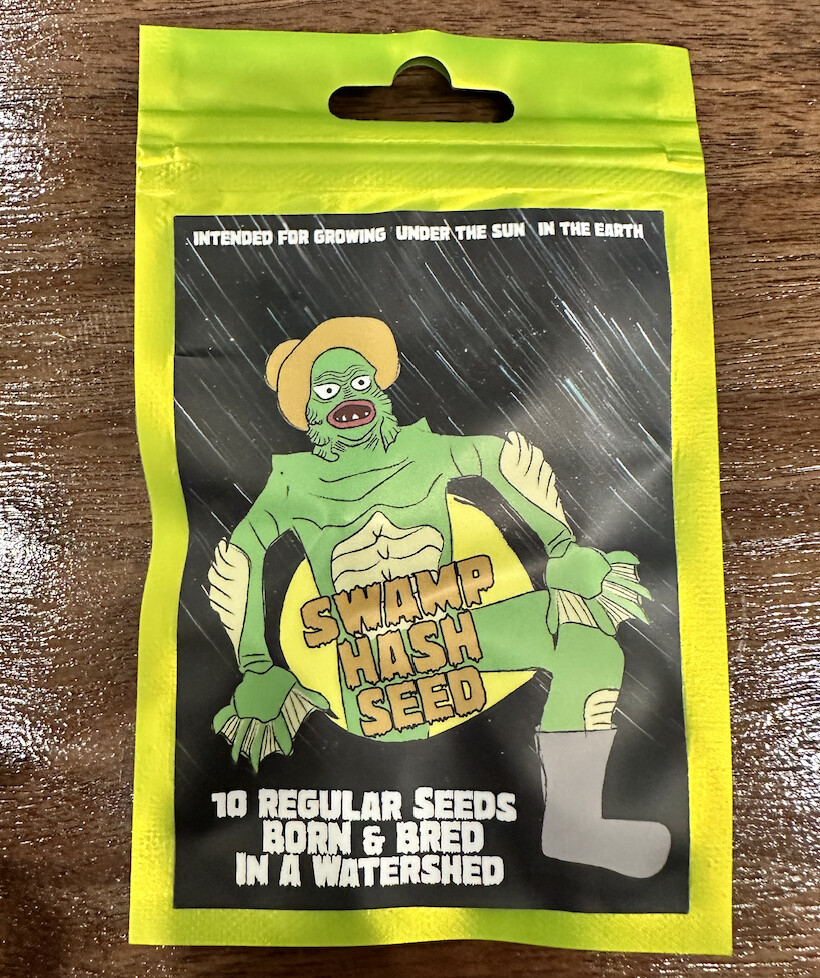 INTENDED FOR GROWING UNDER THE SUN IN THE EARTH
SWAMP
HASH
SEED
10 REGULAR SEEDS
BORN & BRED
IN A WATERSHED